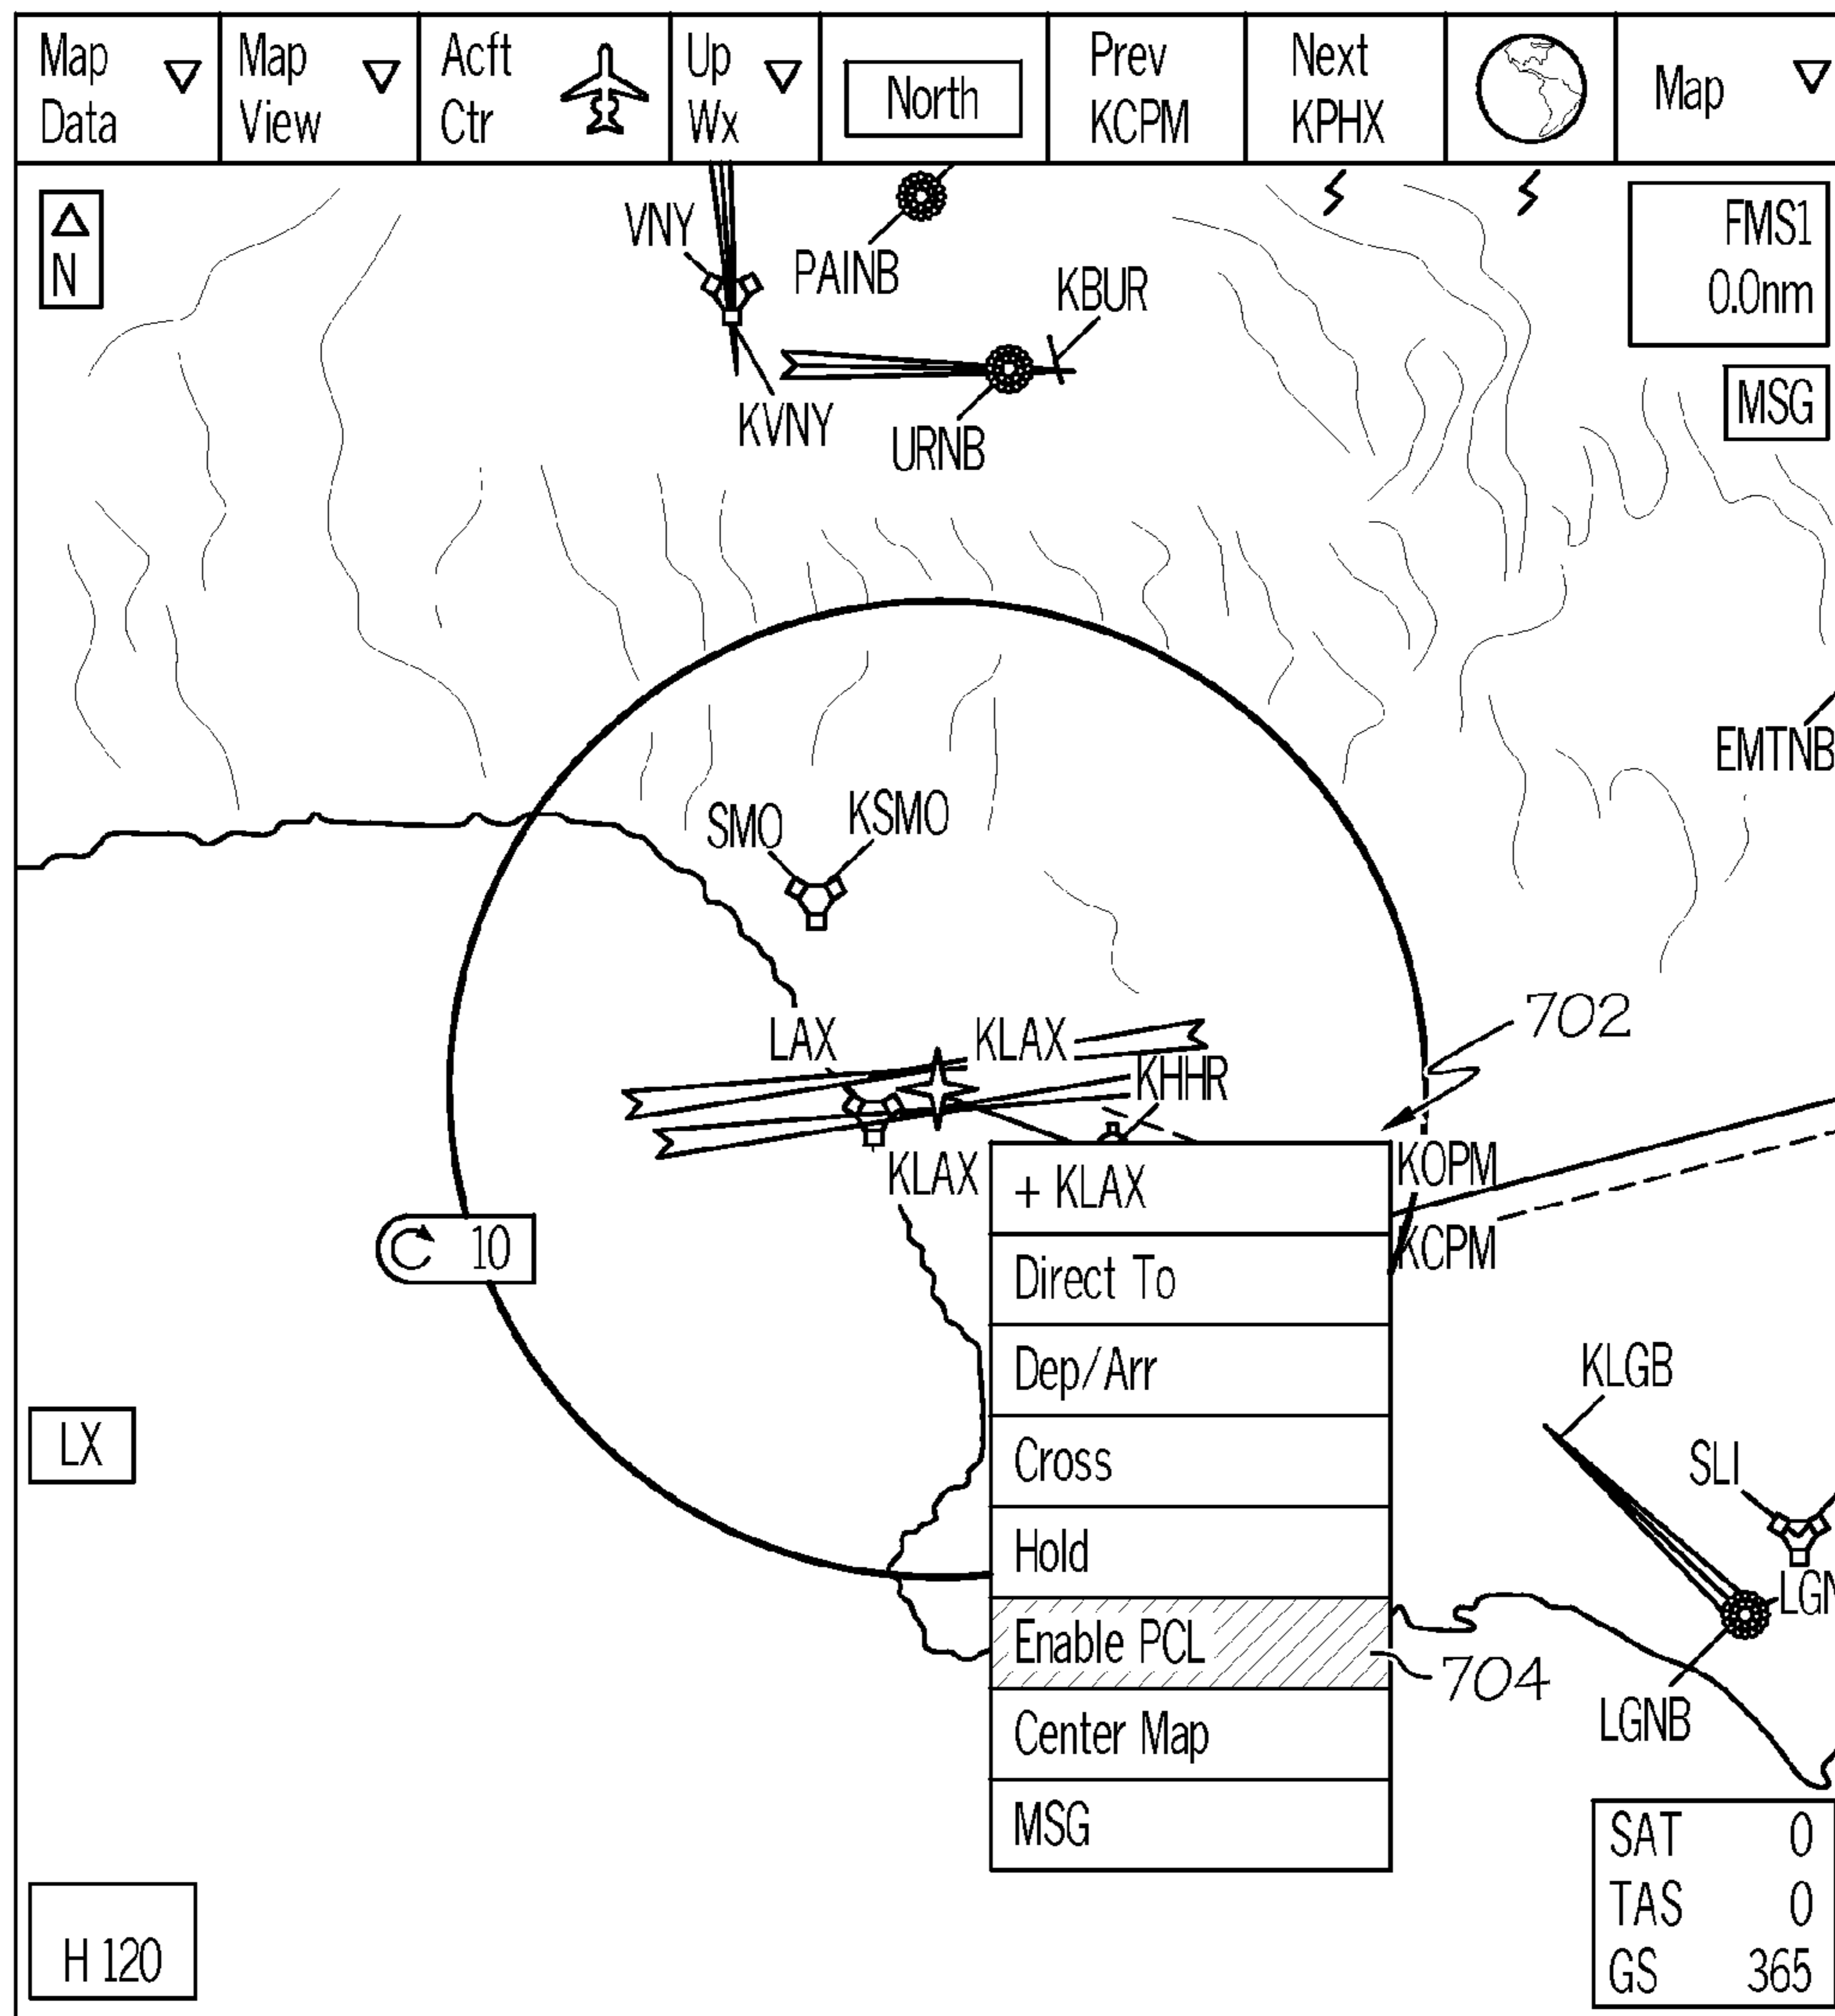 Map Data
Map View
Acft Ctr
Up Wx
North
Prev KCPM
Next KPHX
Map
N
VNY
PAINB
KBUR
FMS1
0.0nm
KVNY
URNB
MSG
EMTNB
SMO
KSMO
LAX
KLAX
702
KHHR
KLAX
+ KLAX
KOPM
10
Direct To
KCPM
Dep/Arr
KLGB
LX
Cross
SLI
Hold
LGN
Enable PCL
704
Center Map
LGNB
MSG
SAT 0
TAS 0
GS 365
H 120